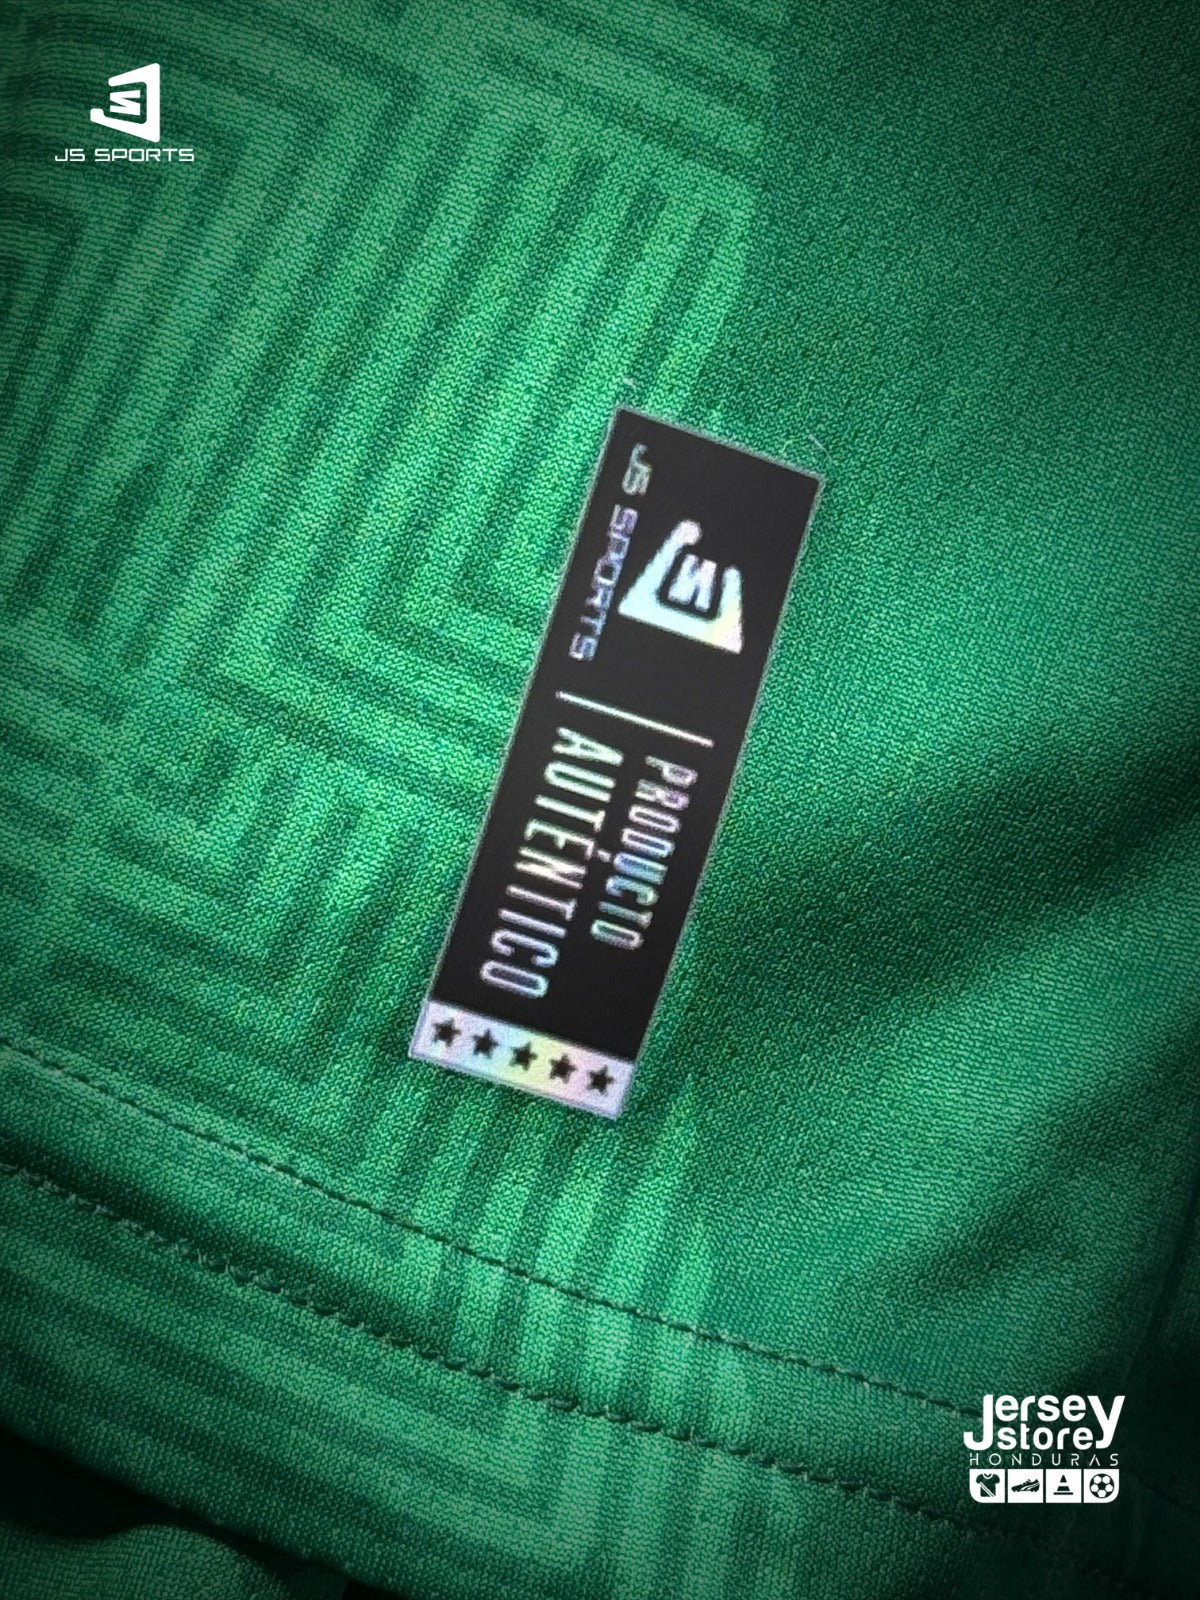 JS SPORTS
JS SPORTS
PRODUCTO
AUTÉNTICO
Jersey
store
HONDURAS